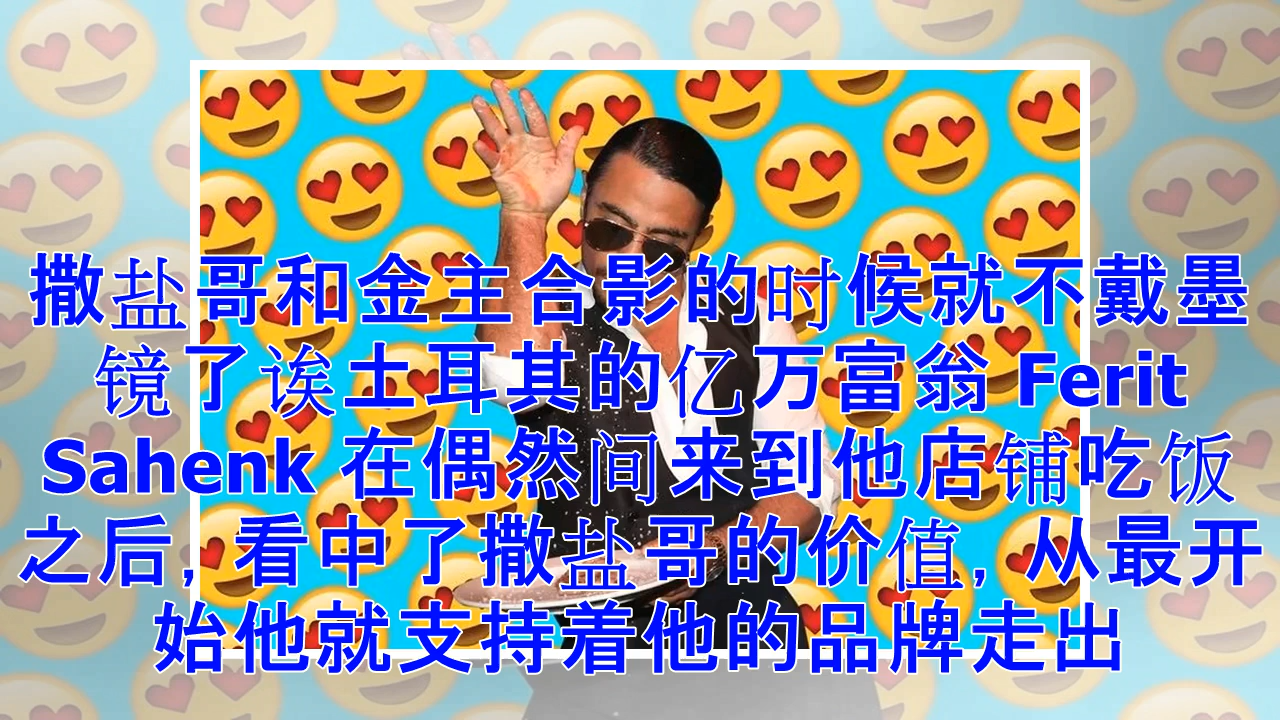 撒盐哥和金主合影的时候就不戴墨
镜了诶土耳其的亿万富翁 Ferit
Sahenk 在偶然间来到他店铺吃饭
之后, 看中了撒盐哥的价值, 从最开
始他就支持着他的品牌走出